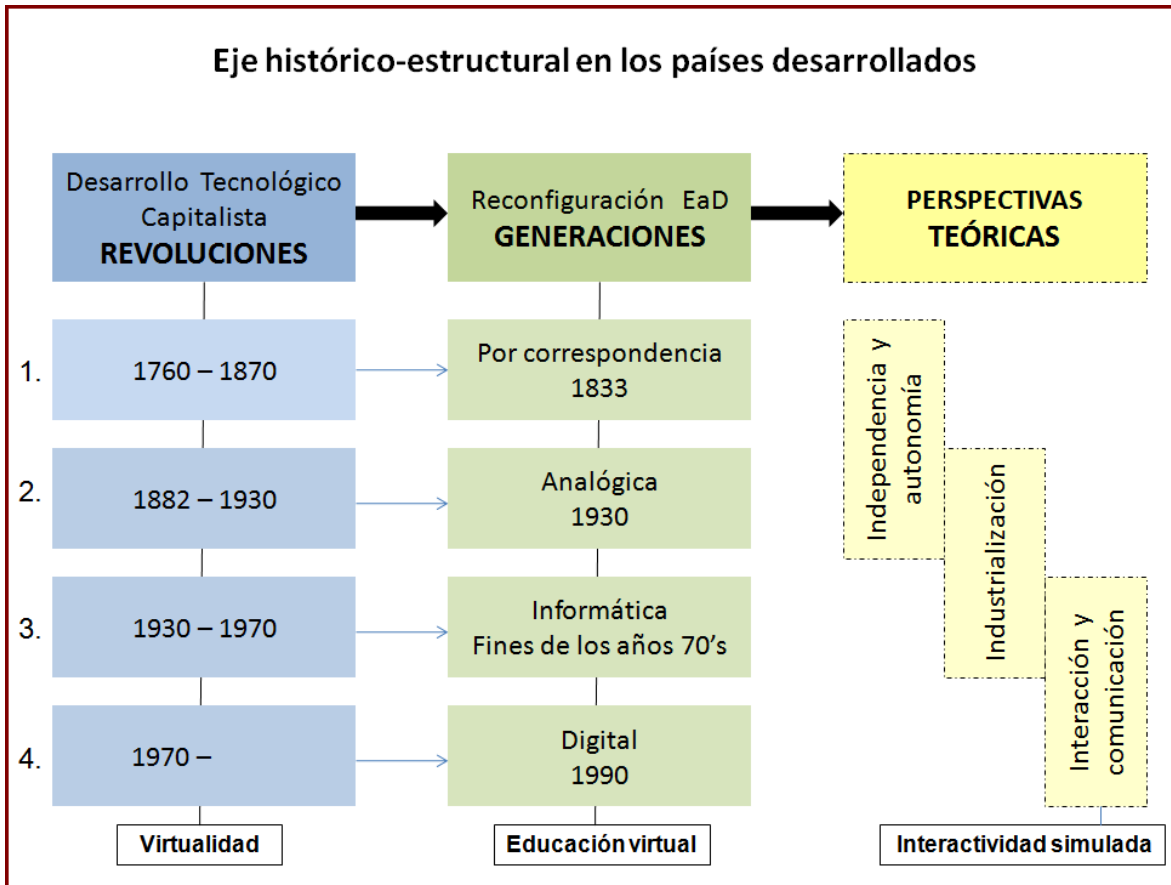 Eje histórico-estructural en los países desarrollados
Desarrollo Tecnológico
Capitalista
REVOLUCIONES
Reconfiguración EaD
GENERACIONES
PERSPECTIVAS
TEÓRICAS
1.
1760 – 1870
Por correspondencia
1833
Independencia y
autonomía
2.
1882 – 1930
Analógica
1930
Industrialización
3.
1930 – 1970
Informática
Fines de los años 70’s
Interacción y
comunicación
4.
1970 –
Digital
1990
Virtualidad
Educación virtual
Interactividad simulada